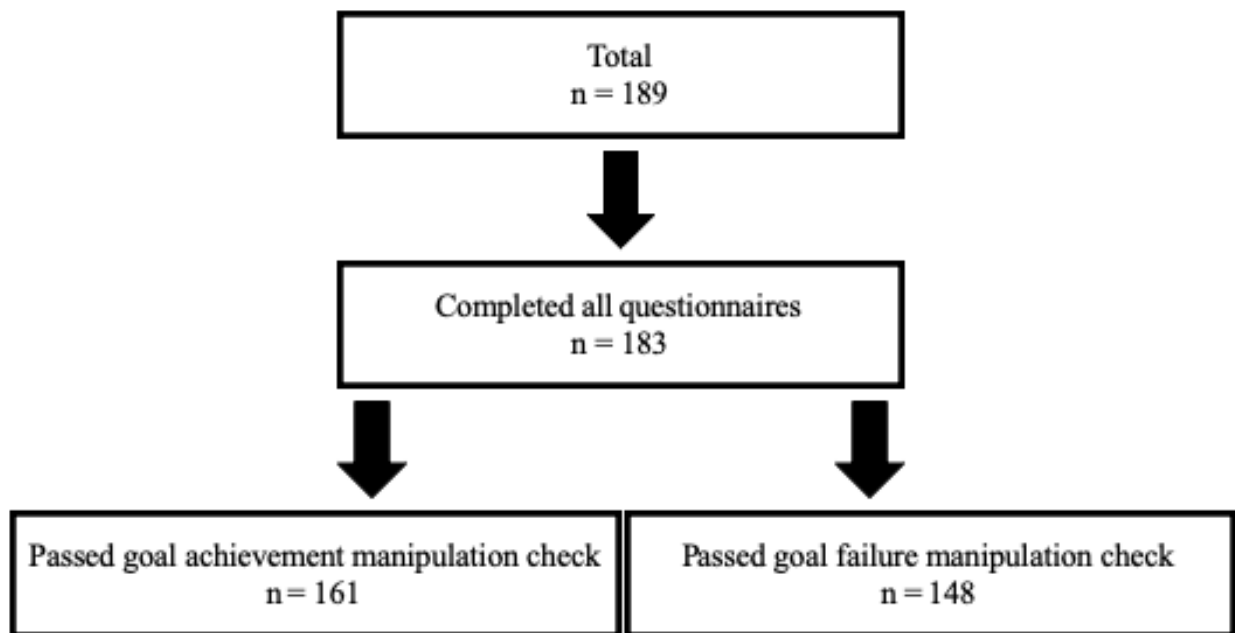 Total
n = 189
Completed all questionnaires
n = 183
Passed goal achievement manipulation check
n = 161
Passed goal failure manipulation check
n = 148